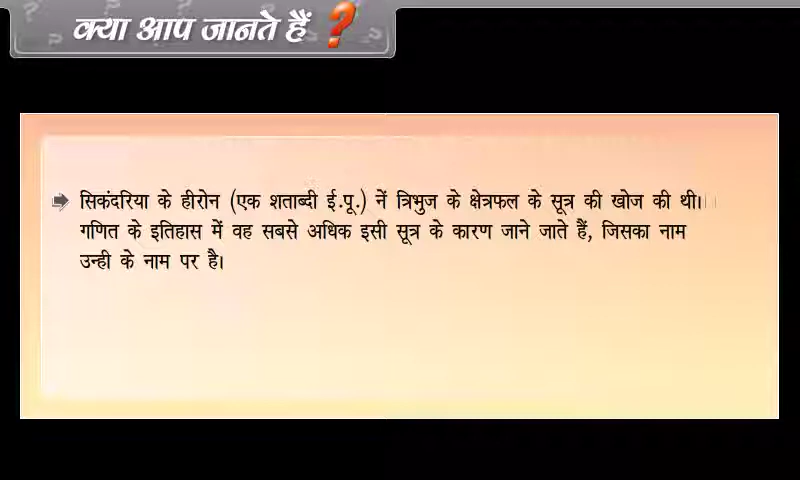 क्या आप जानते हैं ?
सिकंदरिया के हीरोन (एक शताब्दी ई.पू.) नें त्रिभुज के क्षेत्रफल के सूत्र की खोज की थी।
गणित के इतिहास में वह सबसे अधिक इसी सूत्र के कारण जाने जाते हैं, जिसका नाम
उन्ही के नाम पर है।